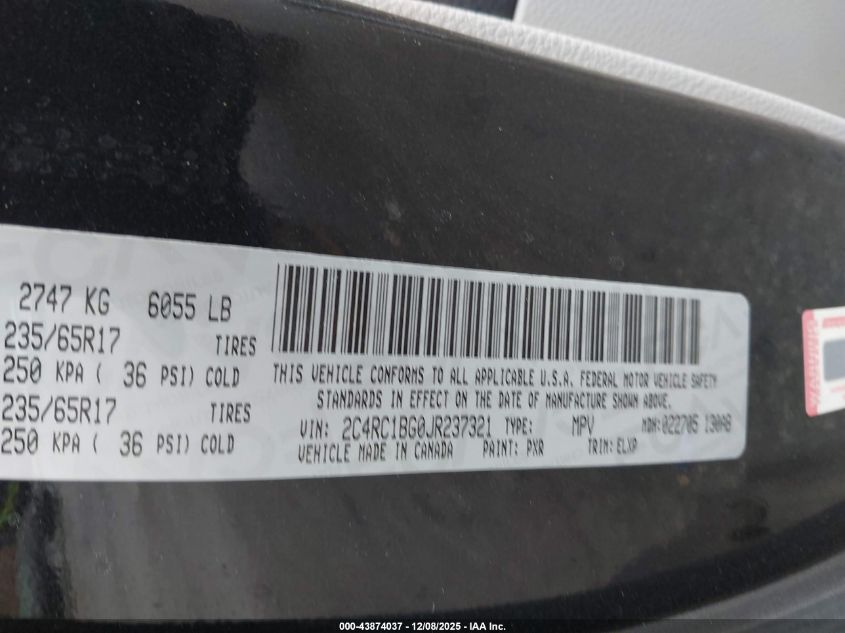 2747 KG 6055 LB
235/65R17 TIRES
250 KPA ( 36 PSI) COLD
235/65R17 TIRES
250 KPA ( 36 PSI) COLD
THIS VEHICLE CONFORMS TO ALL APPLICABLE U.S.A. FEDERAL MOTOR VEHICLE SAFETY
STANDARDS IN EFFECT ON THE DATE OF MANUFACTURE SHOWN ABOVE.
VIN: 2C4RC1BG0JR237321 TYPE: MPV MDH:022705 130AB
VEHICLE MADE IN CANADA PAINT: PXR TRIM: ELXP
000-43874037 - 12/08/2025 - IAA Inc.